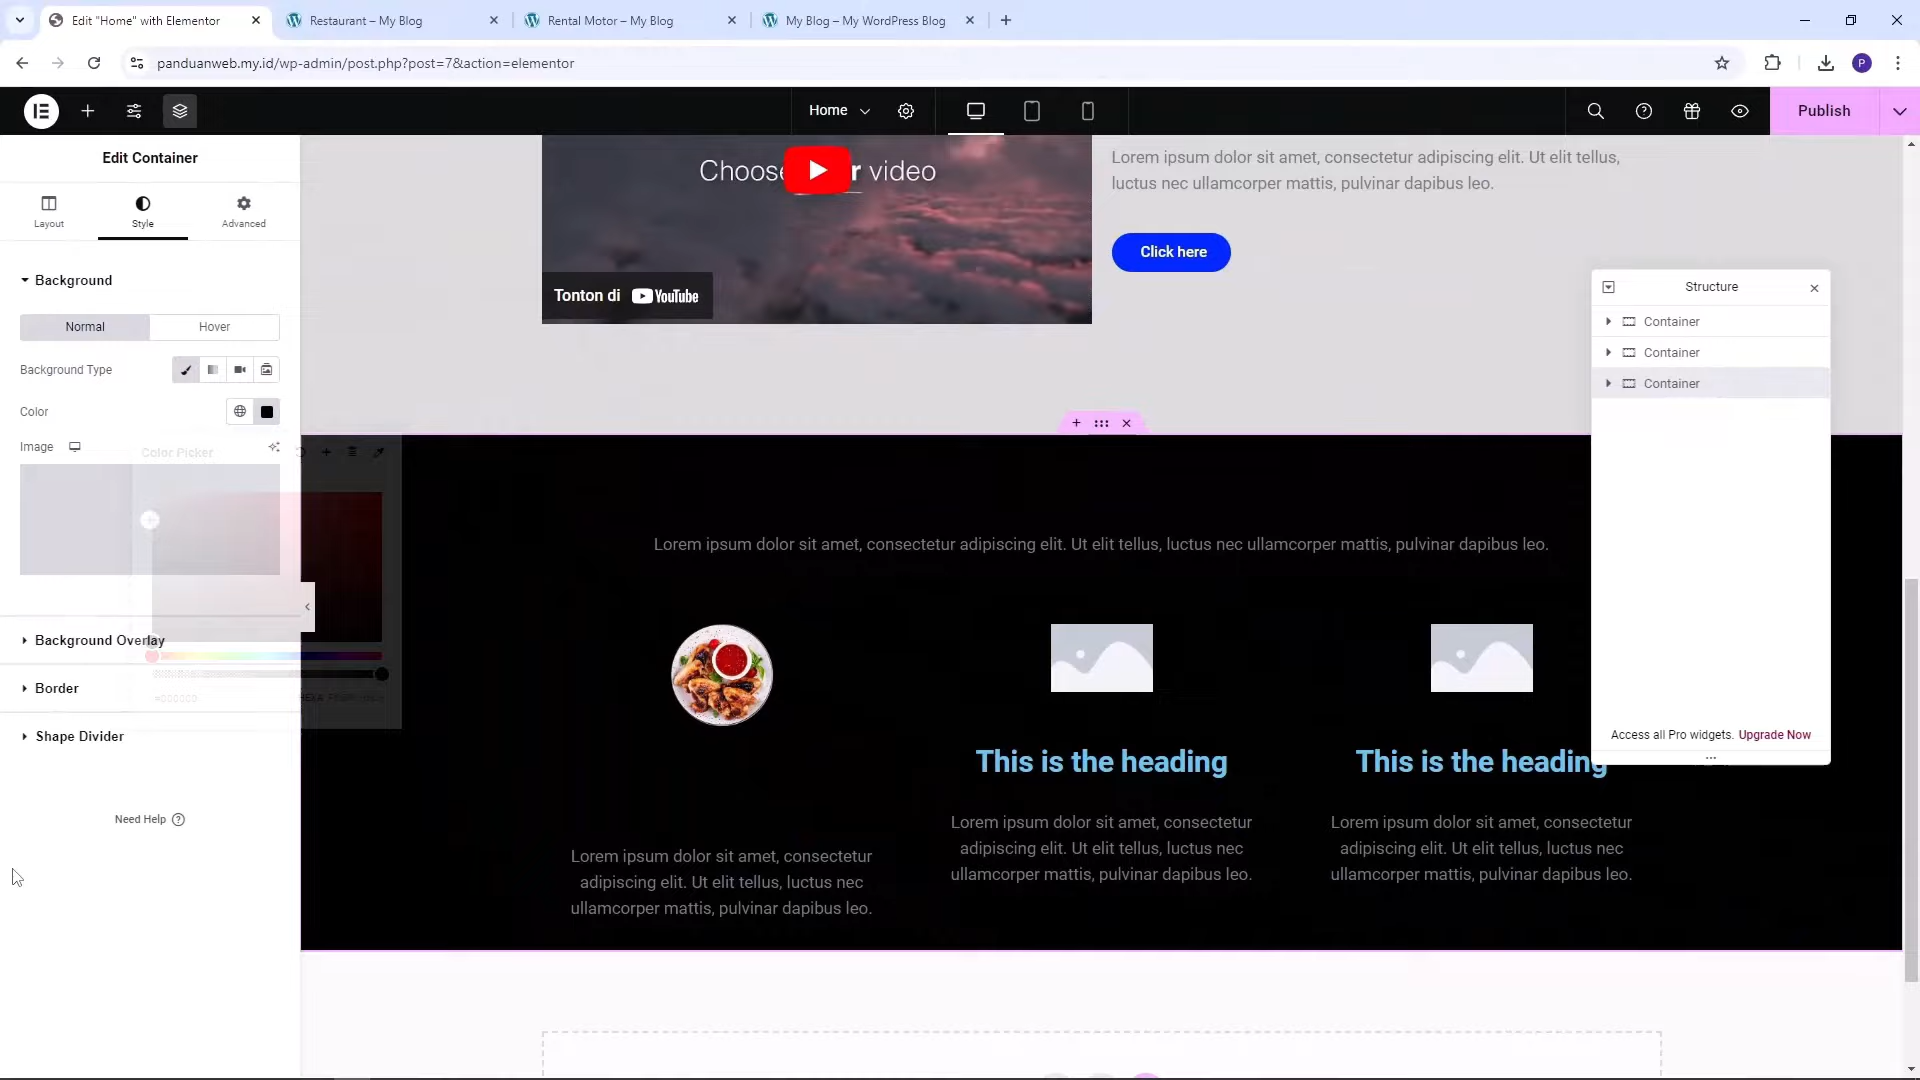 Edit "Home" with Elementor
Restaurant – My Blog
Rental Motor – My Blog
My Blog – My WordPress Blog
panduanweb.my.id/wp-admin/post.php?post=7&action=elementor
P
Home
Publish
Edit Container
Layout
Style
Advanced
Background
Normal
Hover
Background Type
Color
Image
Color Picker
Background Overlay
#000000
HEXA
Border
Shape Divider
Need Help
video
Tonton di YouTube
Lorem ipsum dolor sit amet, consectetur adipiscing elit. Ut elit tellus,
luctus nec ullamcorper mattis, pulvinar dapibus leo.
Click here
Structure
Container
Container
Container
Access all Pro widgets. Upgrade Now
Lorem ipsum dolor sit amet, consectetur adipiscing elit. Ut elit tellus, luctus nec ullamcorper mattis, pulvinar dapibus leo.
Lorem ipsum dolor sit amet, consectetur
adipiscing elit. Ut elit tellus, luctus nec
ullamcorper mattis, pulvinar dapibus leo.
This is the heading
Lorem ipsum dolor sit amet, consectetur
adipiscing elit. Ut elit tellus, luctus nec
ullamcorper mattis, pulvinar dapibus leo.
This is the heading
Lorem ipsum dolor sit amet, consectetur
adipiscing elit. Ut elit tellus, luctus nec
ullamcorper mattis, pulvinar dapibus leo.